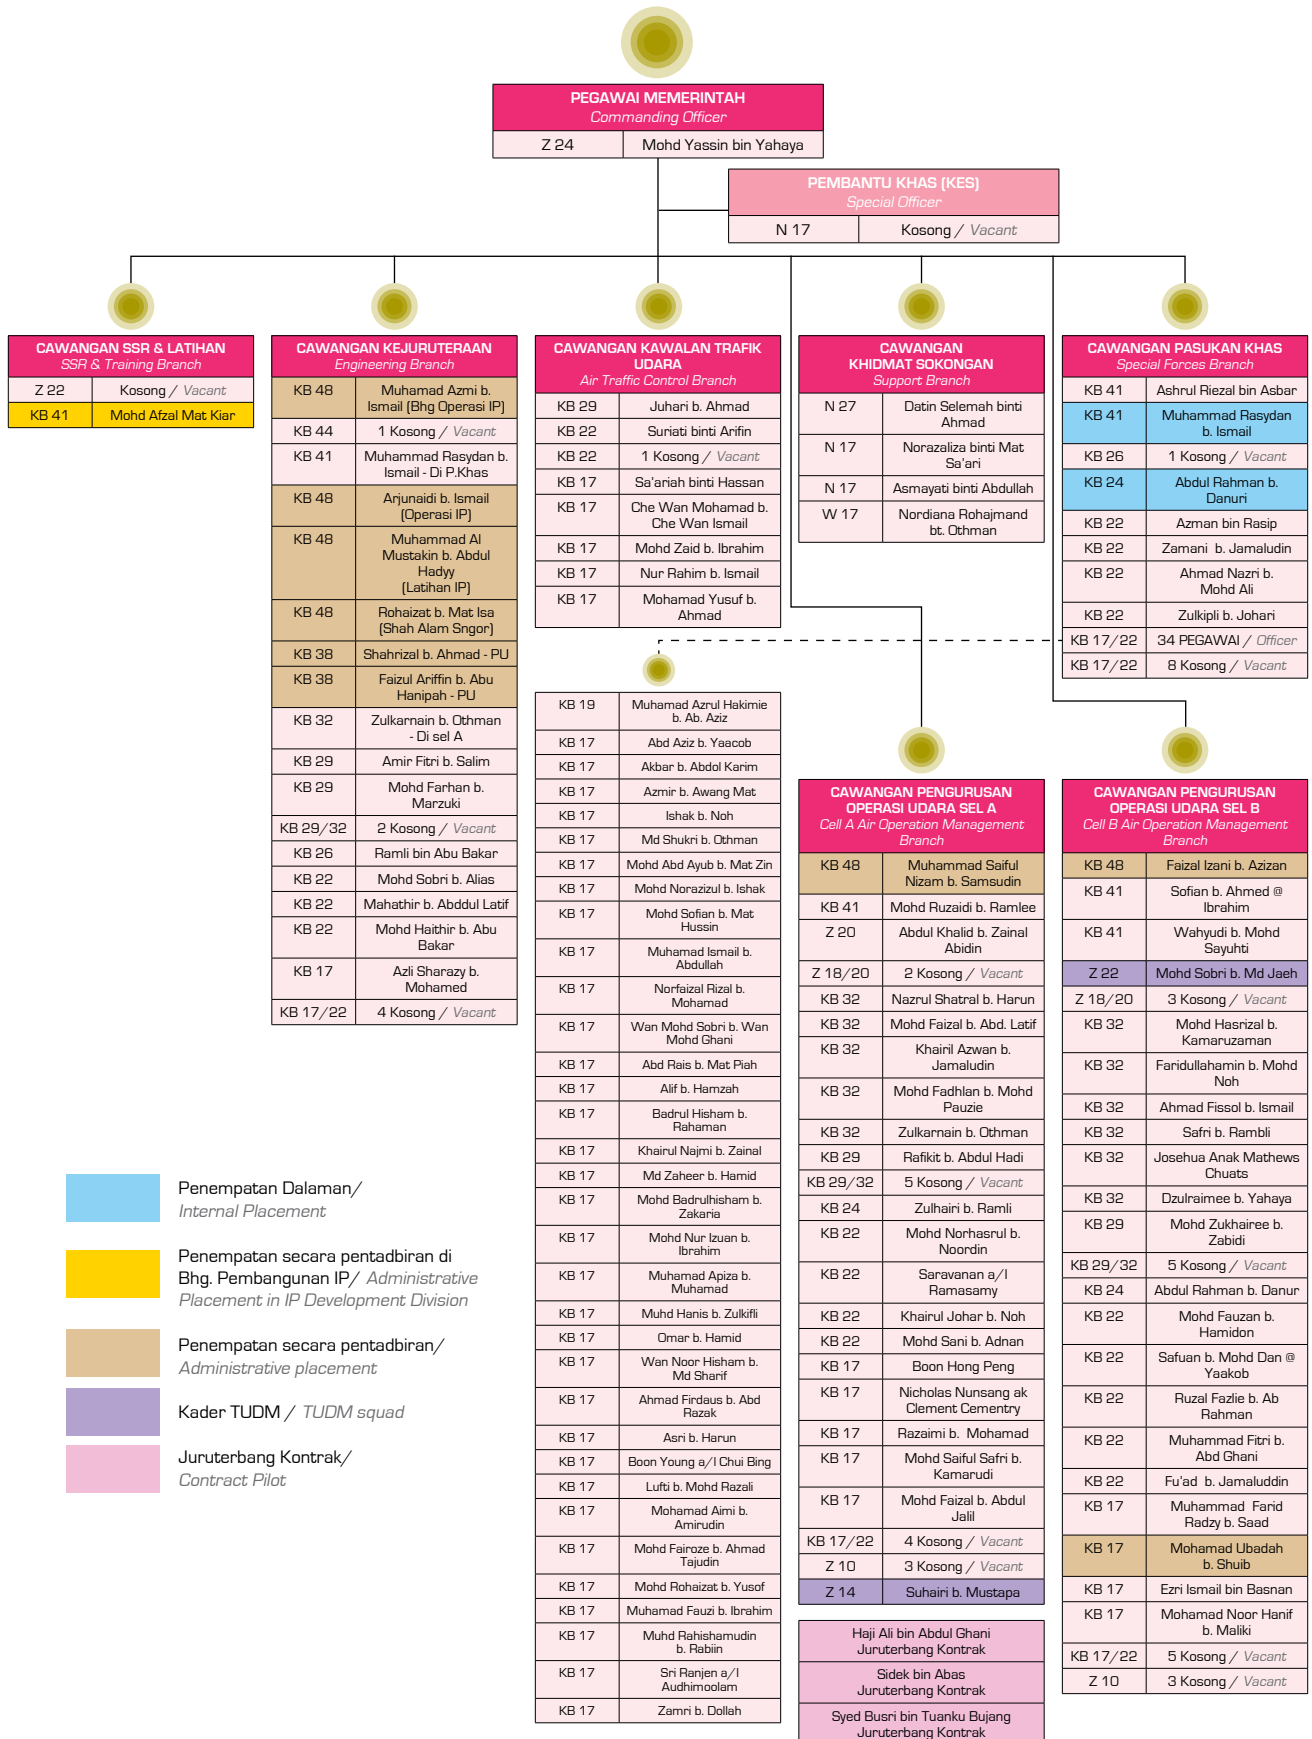 PEGAWAI MEMERINTAH
Commanding Officer
Z 24 Mohd Yassin bin Yahaya
PEMBANTU KHAS (KES)
Special Officer
N 17 Kosong / Vacant
CAWANGAN SSR & LATIHAN
SSR & Training Branch
Z 22 Kosong / Vacant
KB 41 Mohd Afzal Mat Kiar
CAWANGAN KEJURUTERAAN
Engineering Branch
KB 48 Muhamad Azmi b.
Ismail (Bhg Operasi IP)
KB 44 1 Kosong / Vacant
KB 41 Muhammad Rasydan b.
Ismail - Di P.Khas
KB 48 Arjunaidi b. Ismail
(Operasi IP)
KB 48 Muhammad Al
Mustakin b. Abdul
Hadyy
(Latihan IP)
KB 48 Rohaizat b. Mat Isa
(Shah Alam Sngor)
KB 38 Shahrizal b. Ahmad - PU
KB 38 Faizul Ariffin b. Abu
Hanipah - PU
KB 32 Zulkarnain b. Othman
- Di sel A
KB 29 Amir Fitri b. Salim
KB 29 Mohd Farhan b.
Marzuki
KB 29/32 2 Kosong / Vacant
KB 26 Ramli bin Abu Bakar
KB 22 Mohd Sobri b. Alias
KB 22 Mahathir b. Abddul Latif
KB 22 Mohd Haithir b. Abu
Bakar
KB 17 Azli Sharazy b.
Mohamed
KB 17/22 4 Kosong / Vacant
CAWANGAN KAWALAN TRAFIK
UDARA
Air Traffic Control Branch
KB 29 Juhari b. Ahmad
KB 22 Suriati binti Arifin
KB 22 1 Kosong / Vacant
KB 17 Sa'ariah binti Hassan
KB 17 Che Wan Mohamad b.
Che Wan Ismail
KB 17 Mohd Zaid b. Ibrahim
KB 17 Nur Rahim b. Ismail
KB 17 Mohamad Yusuf b.
Ahmad
CAWANGAN
KHIDMAT SOKONGAN
Support Branch
N 27 Datin Selemah binti
Ahmad
N 17 Norazaliza binti Mat
Sa'ari
N 17 Asmayati binti Abdullah
W 17 Nordiana Rohajmand
bt. Othman
CAWANGAN PASUKAN KHAS
Special Forces Branch
KB 41 Ashrul Riezal bin Asbar
KB 41 Muhammad Rasydan
b. Ismail
KB 26 1 Kosong / Vacant
KB 24 Abdul Rahman b.
Danuri
KB 22 Azman bin Rasip
KB 22 Zamani b. Jamaludin
KB 22 Ahmad Nazri b.
Mohd Ali
KB 22 Zulkipli b. Johari
KB 17/22 34 PEGAWAI / Officer
KB 17/22 8 Kosong / Vacant
KB 19 Muhamad Azrul Hakimie
b. Ab. Aziz
KB 17 Abd Aziz b. Yaacob
KB 17 Akbar b. Abdol Karim
KB 17 Azmir b. Awang Mat
KB 17 Ishak b. Noh
KB 17 Md Shukri b. Othman
KB 17 Mohd Abd Ayub b. Mat Zin
KB 17 Mohd Norazizul b. Ishak
KB 17 Mohd Sofian b. Mat
Hussin
KB 17 Muhamad Ismail b.
Abdullah
KB 17 Norfaizal Rizal b.
Mohamad
KB 17 Wan Mohd Sobri b. Wan
Mohd Ghani
KB 17 Abd Rais b. Mat Piah
KB 17 Alif b. Hamzah
KB 17 Badrul Hisham b.
Rahaman
KB 17 Khairul Najmi b. Zainal
KB 17 Md Zaheer b. Hamid
KB 17 Mohd Badrulhisham b.
Zakaria
KB 17 Mohd Nur Izuan b.
Ibrahim
KB 17 Muhamad Apiza b.
Muhamad
KB 17 Muhd Hanis b. Zulkifli
KB 17 Omar b. Hamid
KB 17 Wan Noor Hisham b.
Md Sharif
KB 17 Ahmad Firdaus b. Abd
Razak
KB 17 Asri b. Harun
KB 17 Boon Young a/l Chui Bing
KB 17 Lufti b. Mohd Razali
KB 17 Mohamad Aimi b.
Amirudin
KB 17 Mohd Fairoze b. Ahmad
Tajudin
KB 17 Mohd Rohaizat b. Yusof
KB 17 Muhamad Fauzi b. Ibrahim
KB 17 Muhd Rahishamudin
b. Rabiin
KB 17 Sri Ranjen a/l
Audhimoolam
KB 17 Zamri b. Dollah
CAWANGAN PENGURUSAN
OPERASI UDARA SEL A
Cell A Air Operation Management
Branch
KB 48 Muhammad Saiful
Nizam b. Samsudin
KB 41 Mohd Ruzaidi b. Ramlee
Z 20 Abdul Khalid b. Zainal
Abidin
Z 18/20 2 Kosong / Vacant
KB 32 Nazrul Shatral b. Harun
KB 32 Mohd Faizal b. Abd. Latif
KB 32 Khairil Azwan b.
Jamaludin
KB 32 Mohd Fadhlan b. Mohd
Pauzie
KB 32 Zulkarnain b. Othman
KB 29 Rafikit b. Abdul Hadi
KB 29/32 5 Kosong / Vacant
KB 24 Zulhairi b. Ramli
KB 22 Mohd Norhasrul b.
Noordin
KB 22 Saravanan a/l
Ramasamy
KB 22 Khairul Johar b. Noh
KB 22 Mohd Sani b. Adnan
KB 17 Boon Hong Peng
KB 17 Nicholas Nunsang ak
Clement Cementry
KB 17 Razaimi b. Mohamad
KB 17 Mohd Saiful Safri b.
Kamarudi
KB 17 Mohd Faizal b. Abdul
Jalil
KB 17/22 4 Kosong / Vacant
Z 10 3 Kosong / Vacant
Z 14 Suhairi b. Mustapa
Haji Ali bin Abdul Ghani
Juruterbang Kontrak
Sidek bin Abas
Juruterbang Kontrak
Syed Busri bin Tuanku Bujang
Juruterbang Kontrak
CAWANGAN PENGURUSAN
OPERASI UDARA SEL B
Cell B Air Operation Management
Branch
KB 48 Faizal Izani b. Azizan
KB 41 Sofian b. Ahmed @
Ibrahim
KB 41 Wahyudi b. Mohd
Sayuhti
Z 22 Mohd Sobri b. Md Jaeh
Z 18/20 3 Kosong / Vacant
KB 32 Mohd Hasrizal b.
Kamaruzaman
KB 32 Faridullahamin b. Mohd
Noh
KB 32 Ahmad Fissol b. Ismail
KB 32 Safri b. Rambli
KB 32 Josehua Anak Mathews
Chuats
KB 32 Dzulraimee b. Yahaya
KB 29 Mohd Zukhairee b.
Zabidi
KB 29/32 5 Kosong / Vacant
KB 24 Abdul Rahman b. Danur
KB 22 Mohd Fauzan b.
Hamidon
KB 22 Safuan b. Mohd Dan @
Yaakob
KB 22 Ruzal Fazlie b. Ab
Rahman
KB 22 Muhammad Fitri b.
Abd Ghani
KB 22 Fu'ad b. Jamaluddin
KB 17 Muhammad Farid
Radzy b. Saad
KB 17 Mohamad Ubadah
b. Shuib
KB 17 Ezri Ismail bin Basnan
KB 17 Mohamad Noor Hanif
b. Maliki
KB 17/22 5 Kosong / Vacant
Z 10 3 Kosong / Vacant
Penempatan Dalaman/
Internal Placement
Penempatan secara pentadbiran di
Bhg. Pembangunan IP/ Administrative
Placement in IP Development Division
Penempatan secara pentadbiran/
Administrative placement
Kader TUDM / TUDM squad
Juruterbang Kontrak/
Contract Pilot